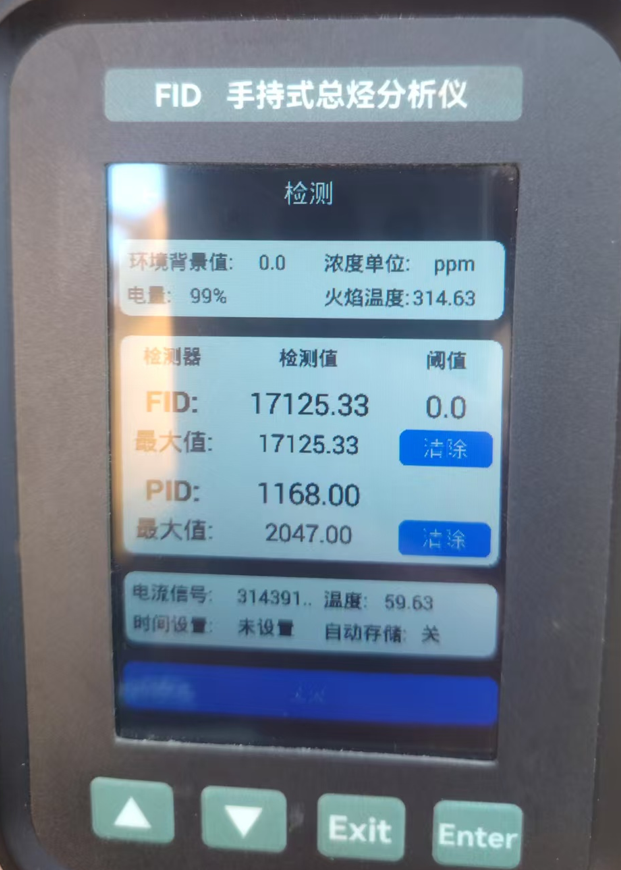 FID 手持式总烃分析仪
检测
环境背景值: 0.0 浓度单位: ppm
电量: 99% 火焰温度:314.63
检测器 检测值 阈值
FID: 17125.33 0.0
最大值: 17125.33 清除
PID: 1168.00
最大值: 2047.00 清除
电流信号: 314391.. 温度: 59.63
时间设置: 未设置 自动存储: 关
Exit
Enter